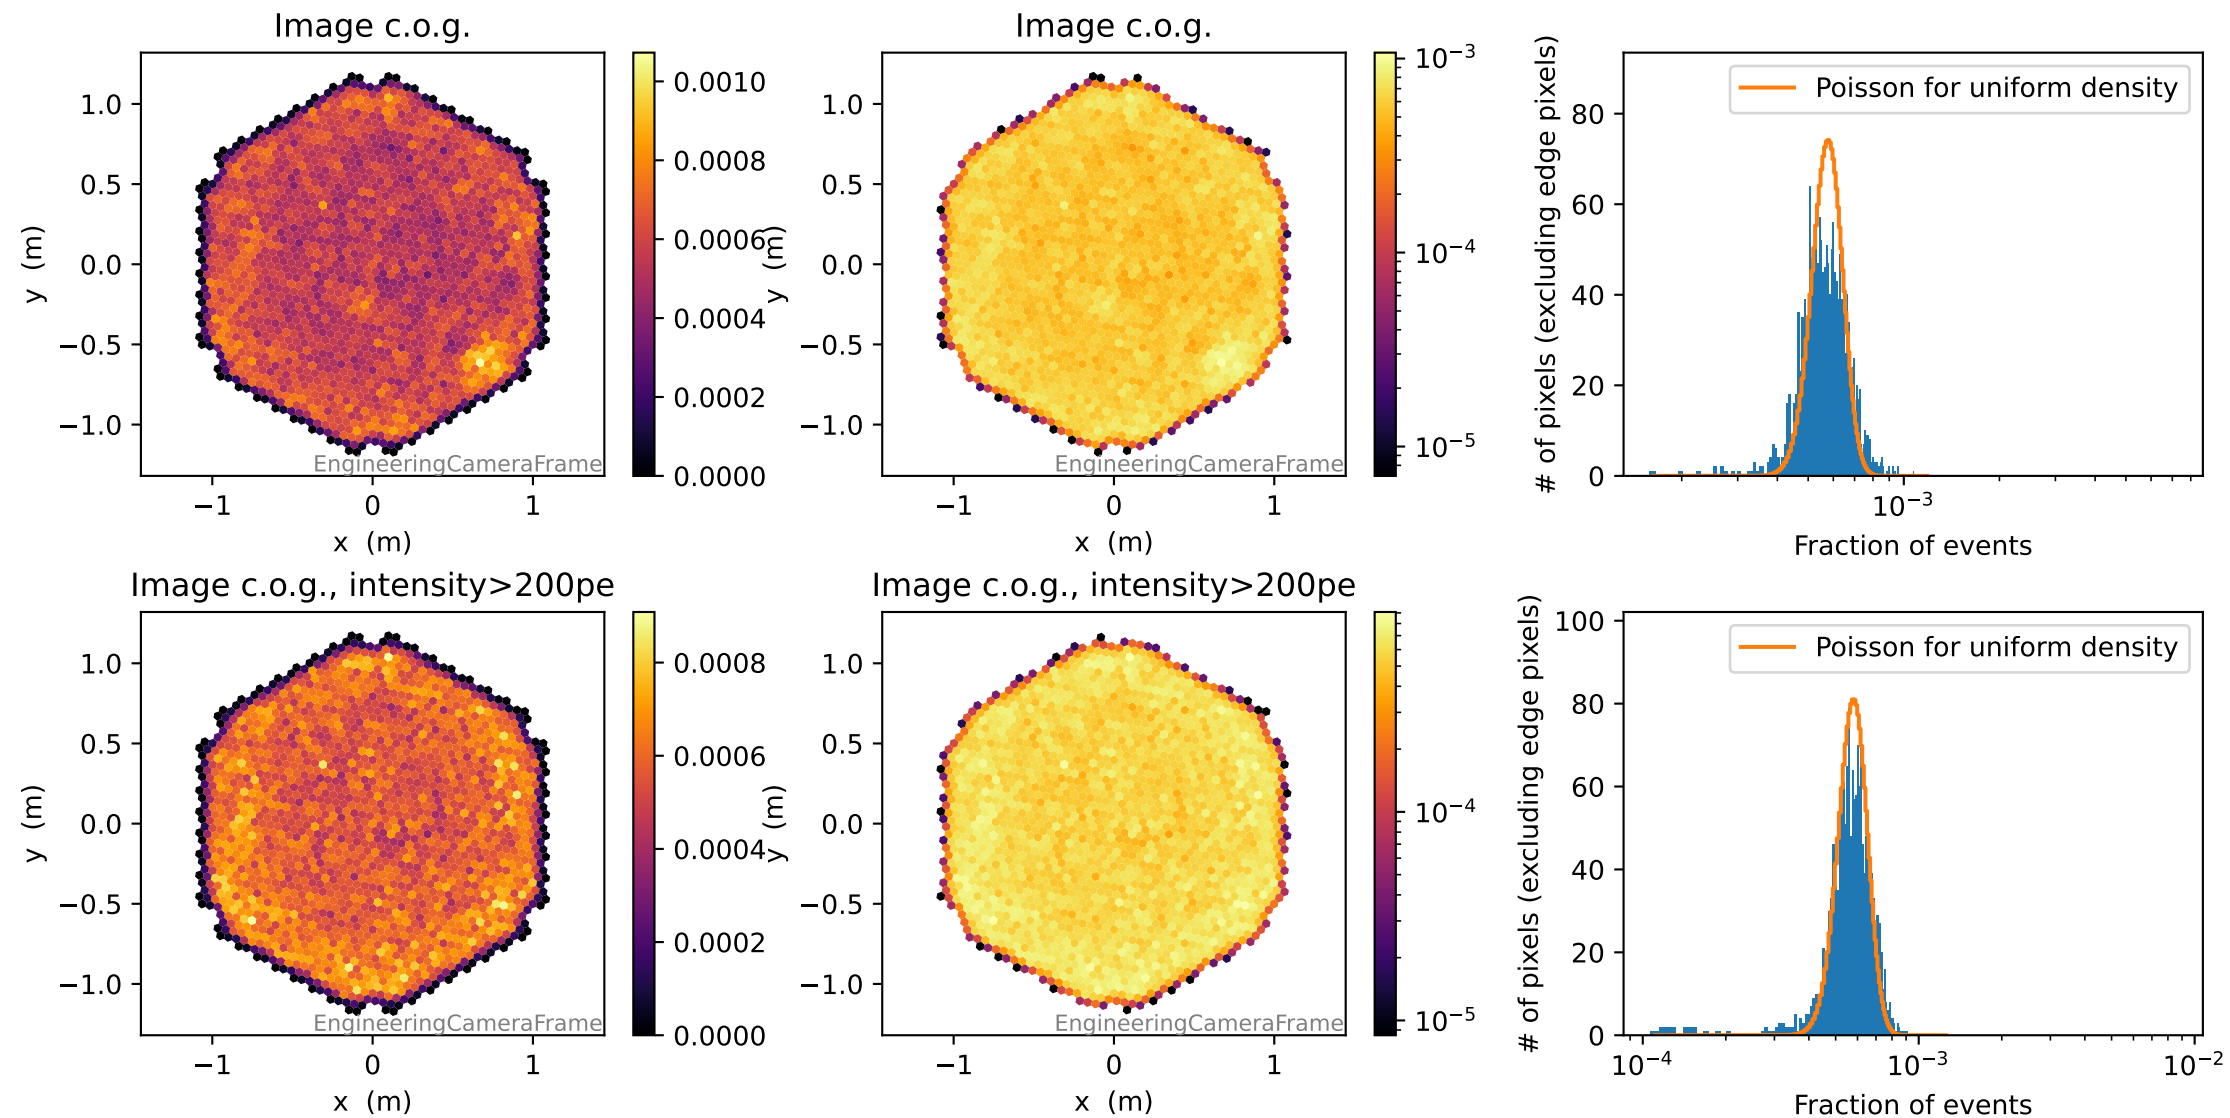 Image c.o.g.
1.0
0.5
0.0
−0.5
−1.0
y (m)
−1
0
1
x (m)
EngineeringCameraFrame
0.0010
0.0008
0.0006
0.0004
0.0002
0.0000
Image c.o.g.
1.0
0.5
0.0
−0.5
−1.0
y (m)
−1
0
1
x (m)
EngineeringCameraFrame
10⁻³
10⁻⁴
10⁻⁵
# of pixels (excluding edge pixels)
80
60
40
20
0
Poisson for uniform density
10⁻³
Fraction of events
Image c.o.g., intensity>200pe
1.0
0.5
0.0
−0.5
−1.0
y (m)
−1
0
1
x (m)
EngineeringCameraFrame
0.0008
0.0006
0.0004
0.0002
0.0000
Image c.o.g., intensity>200pe
1.0
0.5
0.0
−0.5
−1.0
y (m)
−1
0
1
x (m)
EngineeringCameraFrame
10⁻⁴
10⁻⁵
# of pixels (excluding edge pixels)
100
80
60
40
20
0
Poisson for uniform density
10⁻⁴
10⁻³
10⁻²
Fraction of events